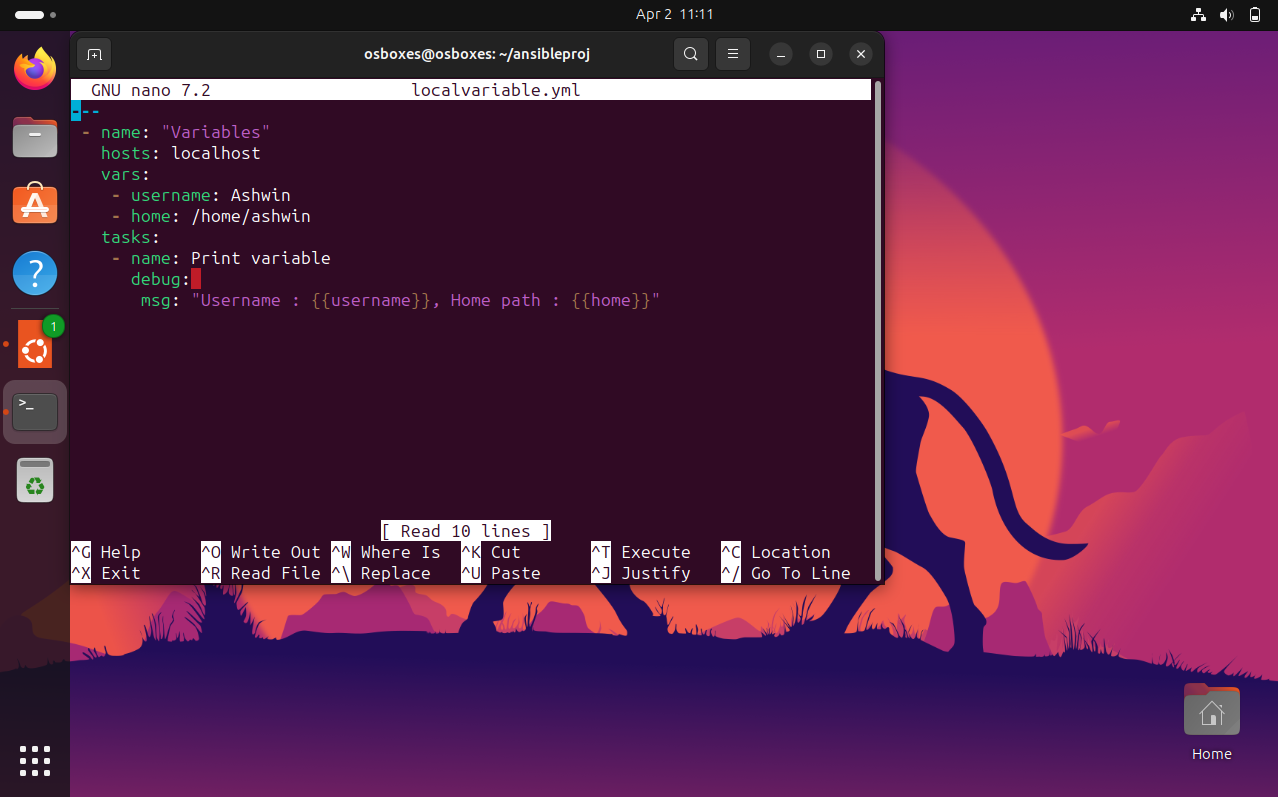 Apr 2 11:11
osboxes@osboxes: ~/ansibleproj
GNU nano 7.2 localvariable.yml
---
- name: "Variables"
hosts: localhost
vars:
- username: Ashwin
- home: /home/ashwin
tasks:
- name: Print variable
debug:
msg: "Username : {{username}}, Home path : {{home}}"
1
>_
[ Read 10 lines ]
^G Help ^O Write Out ^W Where Is ^K Cut ^T Execute ^C Location
^X Exit ^R Read File ^\ Replace ^U Paste ^J Justify ^/ Go To Line
Home